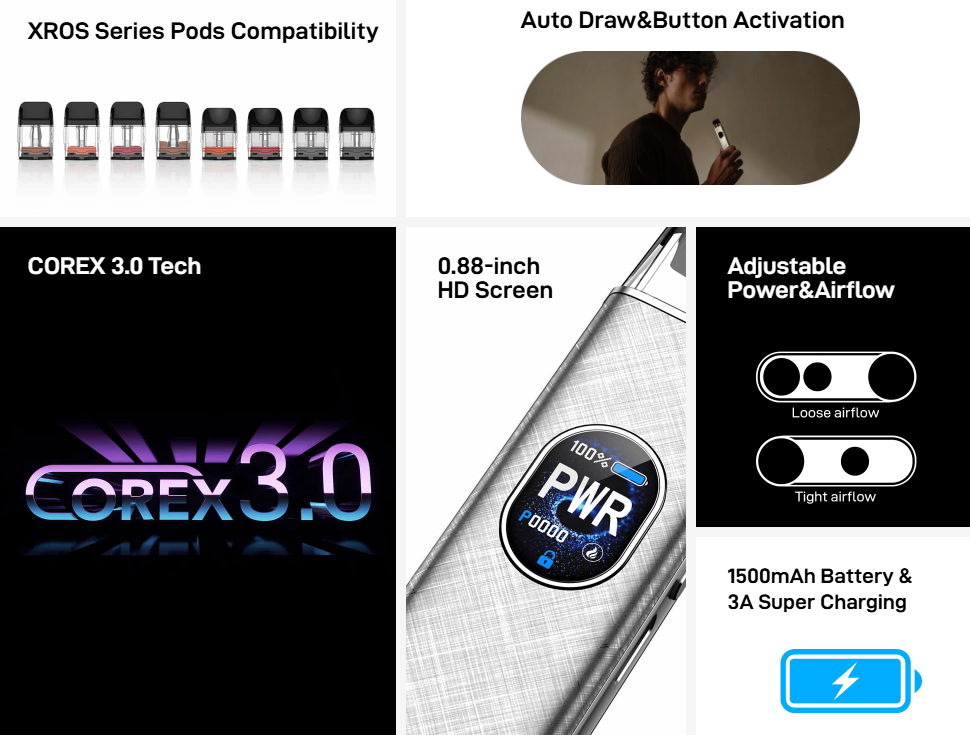 XROS Series Pods Compatibility
Auto Draw&Button Activation
COREX 3.0 Tech
COREX 3.0
0.88-inch
HD Screen
100%
PWR
P0000
Adjustable
Power&Airflow
Loose airflow
Tight airflow
1500mAh Battery &
3A Super Charging